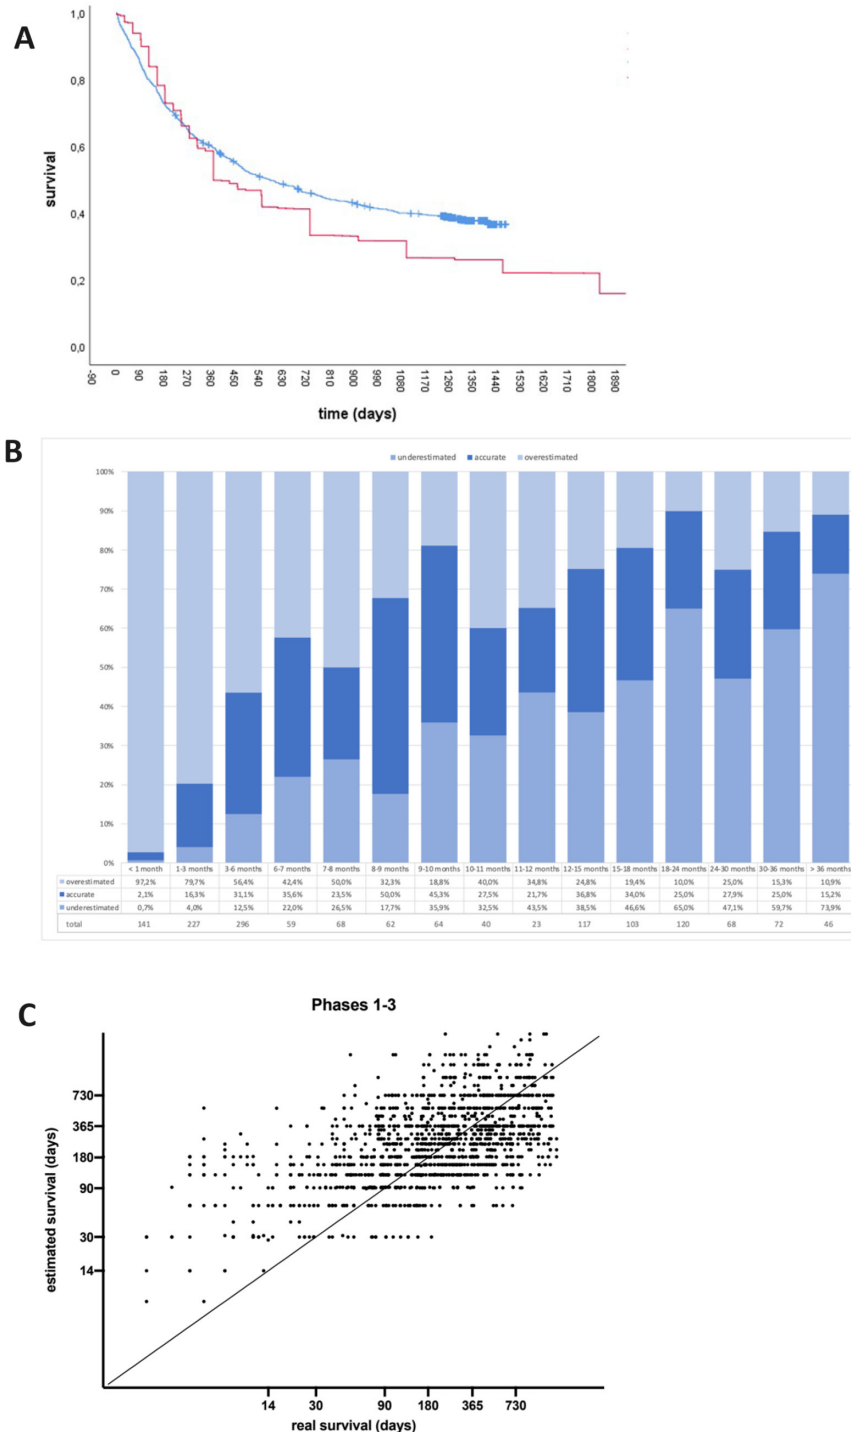 A
1,0
0,8
0,6
0,4
0,2
0,0
survival
-90 0 90 180 270 360 450 540 630 720 810 900 990 1080 1170 1260 1350 1440 1530 1620 1710 1800 1890
time (days)
B
underestimated accurate overestimated
100%
90%
80%
70%
60%
50%
40%
30%
20%
10%
0%
< 1 month 1-3 months 3-6 months 6-7 months 7-8 months 8-9 months 9-10 months 10-11 months 11-12 months 12-15 months 15-18 months 18-24 months 24-30 months 30-36 months > 36 months
overestimated 97,2% 79,7% 56,4% 42,4% 50,0% 32,3% 18,8% 40,0% 34,8% 24,8% 19,4% 10,0% 25,0% 15,3% 10,9%
accurate 2,1% 16,3% 31,1% 35,6% 23,5% 50,0% 45,3% 27,5% 21,7% 36,8% 34,0% 25,0% 27,9% 25,0% 15,2%
underestimated 0,7% 4,0% 12,5% 22,0% 26,5% 17,7% 35,9% 32,5% 43,5% 38,5% 46,6% 65,0% 47,1% 59,7% 73,9%
total 141 227 296 59 68 62 64 40 23 117 103 120 68 72 46
C
Phases 1-3
730
365
180
90
30
14
estimated survival (days)
14 30 90 180 365 730
real survival (days)